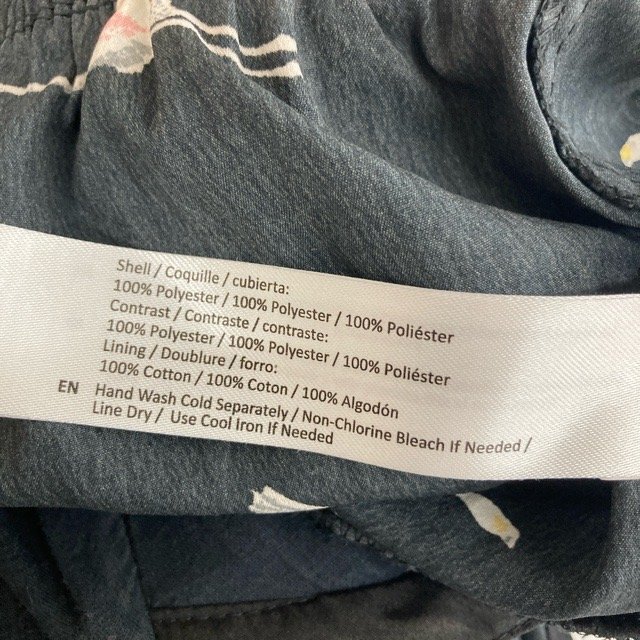 Shell / Coquille / cubierta:
100% Polyester / 100% Polyester / 100% Poliéster
Contrast / Contraste / contraste:
100% Polyester / 100% Polyester / 100% Poliéster
Lining / Doublure / forro:
100% Cotton / 100% Coton / 100% Algodón
EN Hand Wash Cold Separately / Non-Chlorine Bleach If Needed /
Line Dry / Use Cool Iron If Needed